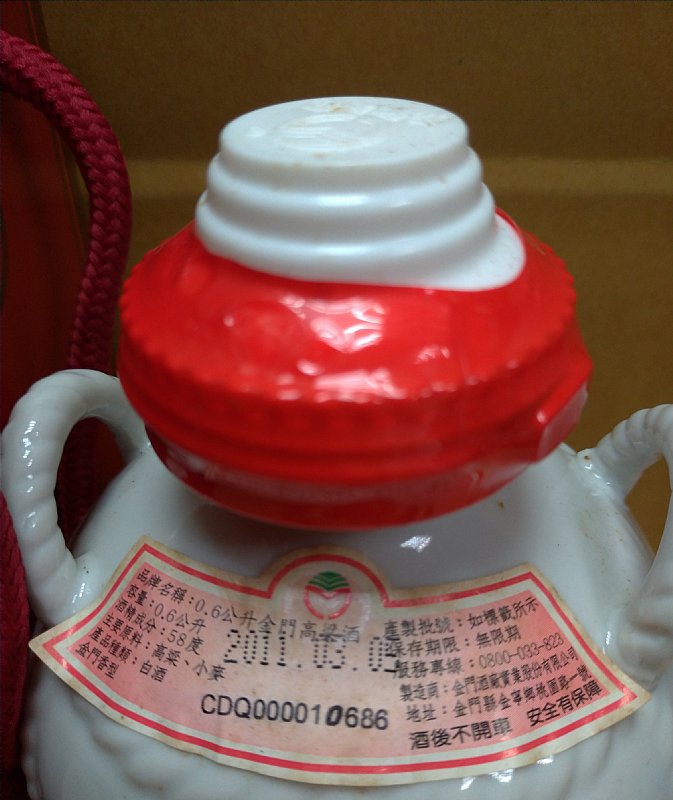 品牌名稱：0.6公升金門高粱酒
容量：0.6公升
酒精成分：58度
主要原料：高粱、小麥
產品種類：白酒
金門香型
2011 03.0
CDQ000010686
產製批號：如標籤所示
保存期限：無限期
服務專線：0800-033-823
製造商：金門酒廠實業股份有限公司
地址：金門縣金寧鄉桃園路一號
酒後不開車 安全有保障